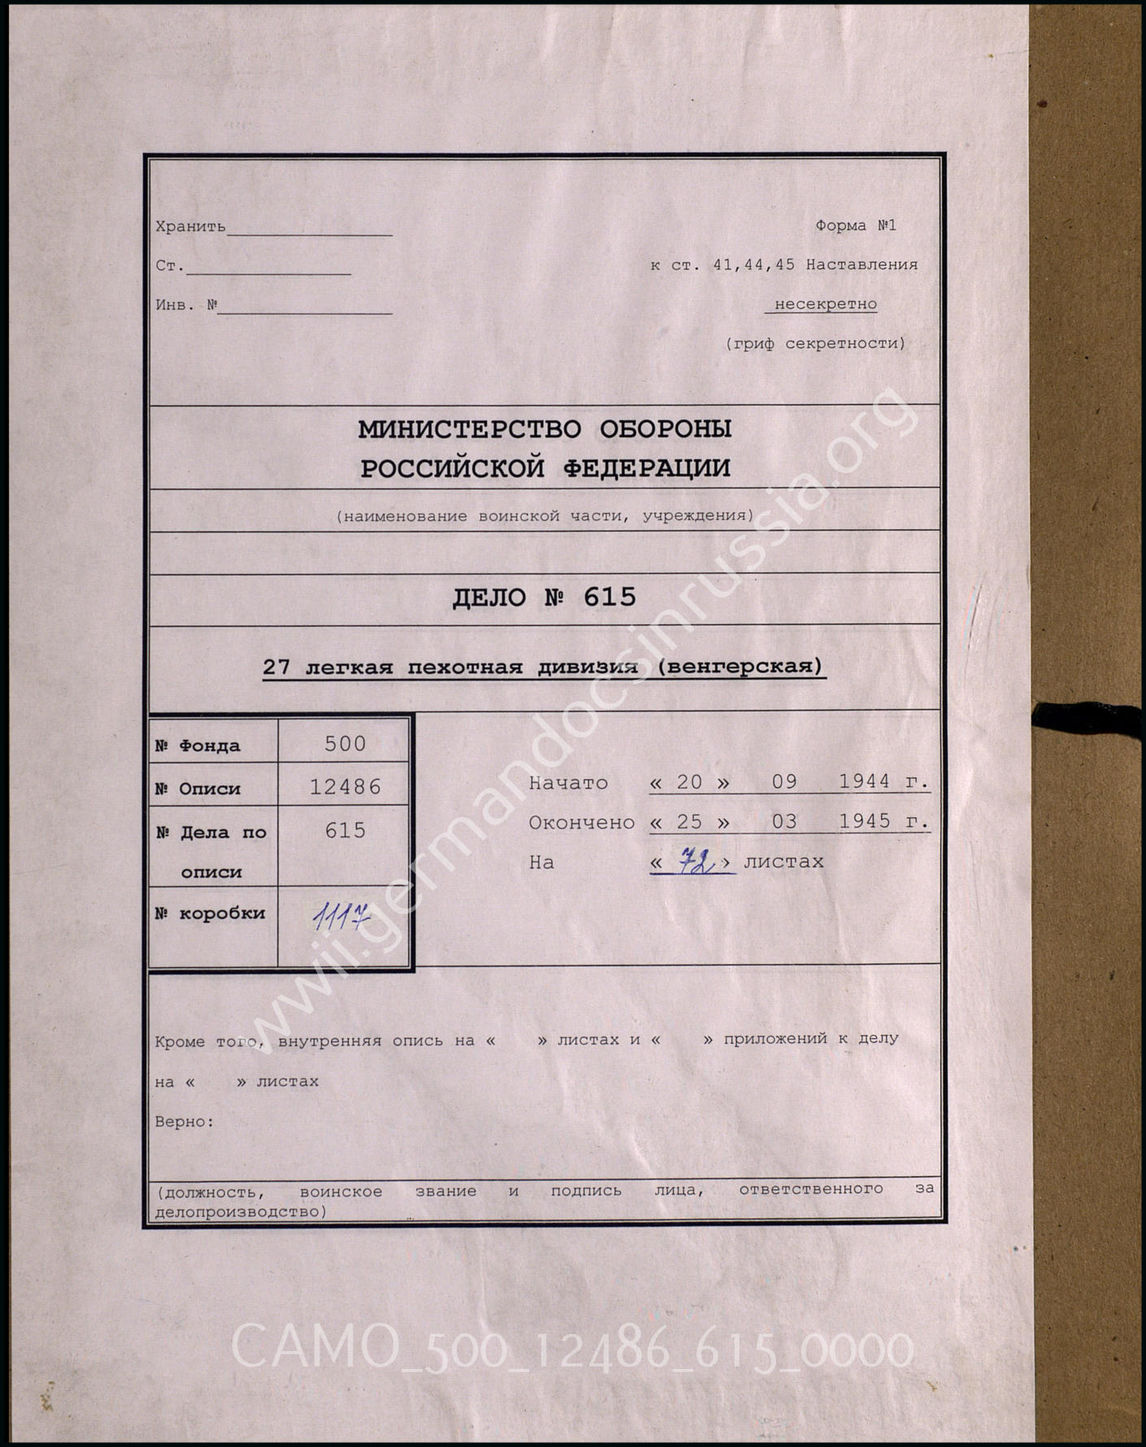 Хранить
Форма №1
Ст.
к ст. 41,44,45 Наставления
Инв. №
несекретно
(гриф секретности)
МИНИСТЕРСТВО ОБОРОНЫ
РОССИЙСКОЙ ФЕДЕРАЦИИ
(наименование воинской части, учреждения)
ДЕЛО № 615
27 легкая пехотная дивизия (венгерская)
№ Фонда 500
№ Описи 12486
№ Дела по 615
описи
№ коробки 1117
Начато « 20 » 09 1944 г.
Окончено « 25 » 03 1945 г.
На « 72 » листах
Кроме того, внутренняя опись на « » листах и « » приложений к делу
на « » листах
Верно:
(должность, воинское звание и подпись лица, ответственного за
делопроизводство)
wwii.germandocsinrussia.org
CAMO_500_12486_615_0000